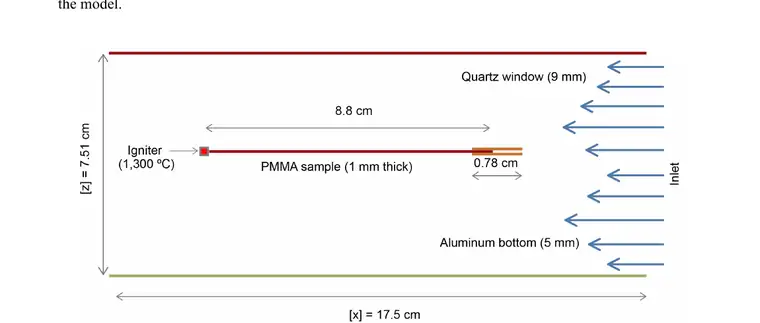 the model.
Quartz window (9 mm)
8.8 cm
Igniter
(1,300 ºC)
PMMA sample (1 mm thick)
0.78 cm
[z] = 7.51 cm
Inlet
Aluminum bottom (5 mm)
[x] = 17.5 cm